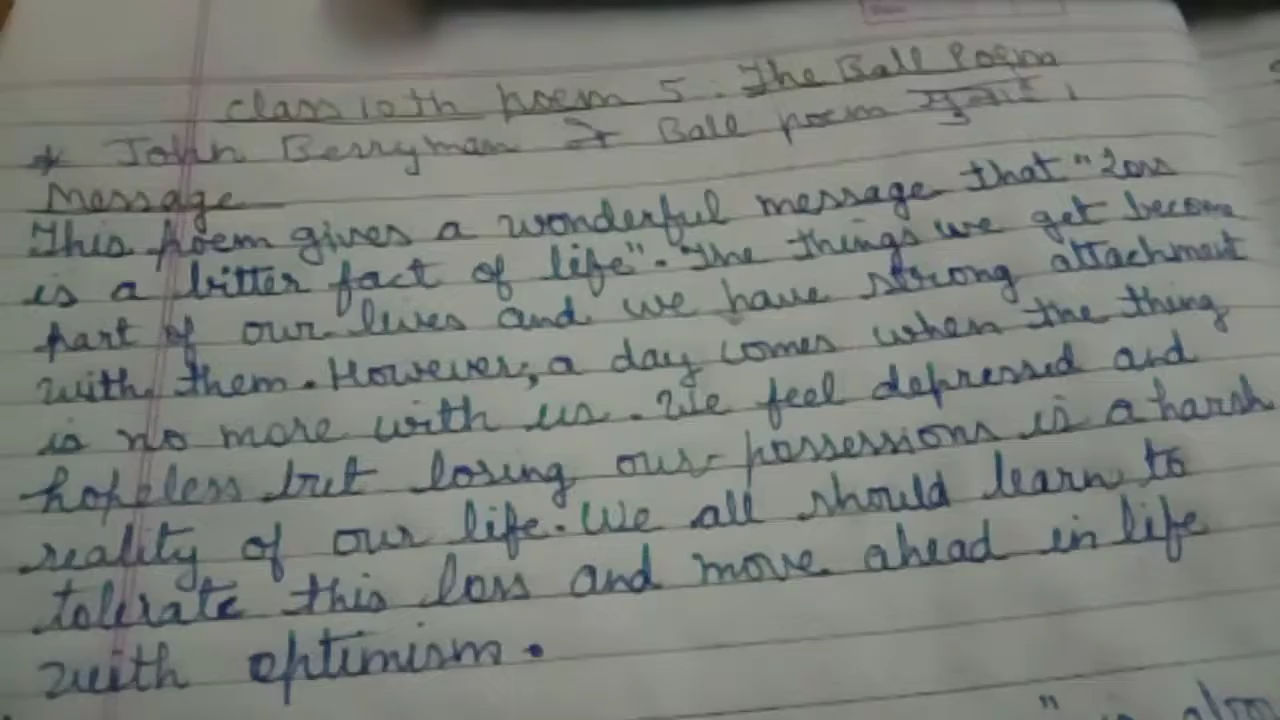 class 10th poem 5. The Ball Poem
* John Berryman ने Ball poem सुनाई।
Message
This poem gives a wonderful message that "Loss
is a bitter fact of life". The things we get become
part of our lives and we have strong attachment
with them. However, a day comes when the thing
is no more with us. We feel depressed and
hopeless but losing our possessions is a harsh
reality of our life. We all should learn to
tolerate this loss and move ahead in life
with optimism.
" is also